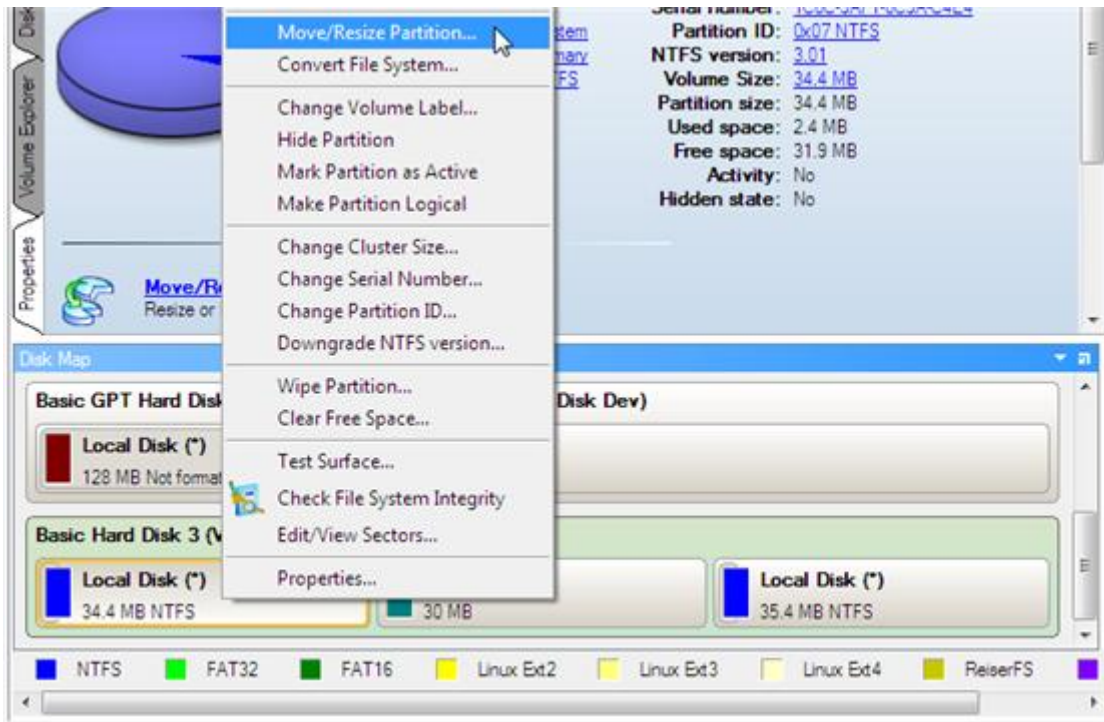 Disk
Volume Explorer
Properties
Serial number:
Partition ID: 0x07 NTFS
NTFS version: 3.01
Volume Size: 34.4 MB
Partition size: 34.4 MB
Used space: 2.4 MB
Free space: 31.9 MB
Activity: No
Hidden state: No
Move/Resize Partition...
Convert File System...
Change Volume Label...
Hide Partition
Mark Partition as Active
Make Partition Logical
Change Cluster Size...
Change Serial Number...
Change Partition ID...
Downgrade NTFS version...
Wipe Partition...
Clear Free Space...
Test Surface...
Check File System Integrity
Edit/View Sectors...
Properties...
Move/Re
Resize or
Disk Map
Basic GPT Hard Disk
Disk Dev)
Local Disk (*)
128 MB Not format
Basic Hard Disk 3 (V
Local Disk (*)
34.4 MB NTFS
30 MB
Local Disk (*)
35.4 MB NTFS
NTFS FAT32 FAT16 Linux Ext2 Linux Ext3 Linux Ext4 ReiserFS